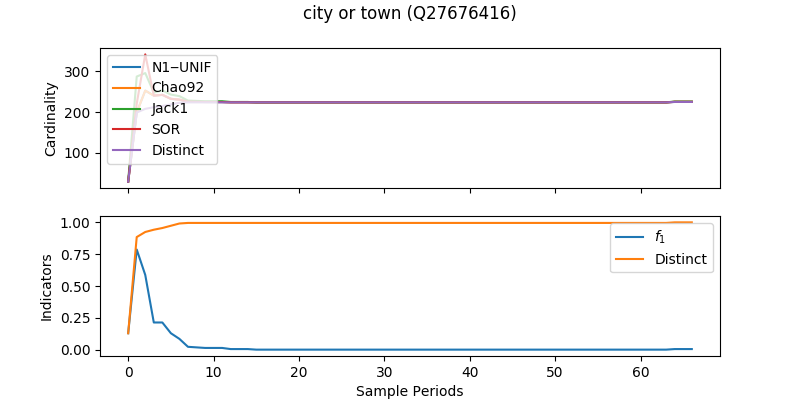 city or town (Q27676416)
Cardinality
300
200
100
N1−UNIF
Chao92
Jack1
SOR
Distinct
Indicators
1.00
0.75
0.50
0.25
0.00
f1
Distinct
0 10 20 30 40 50 60
Sample Periods